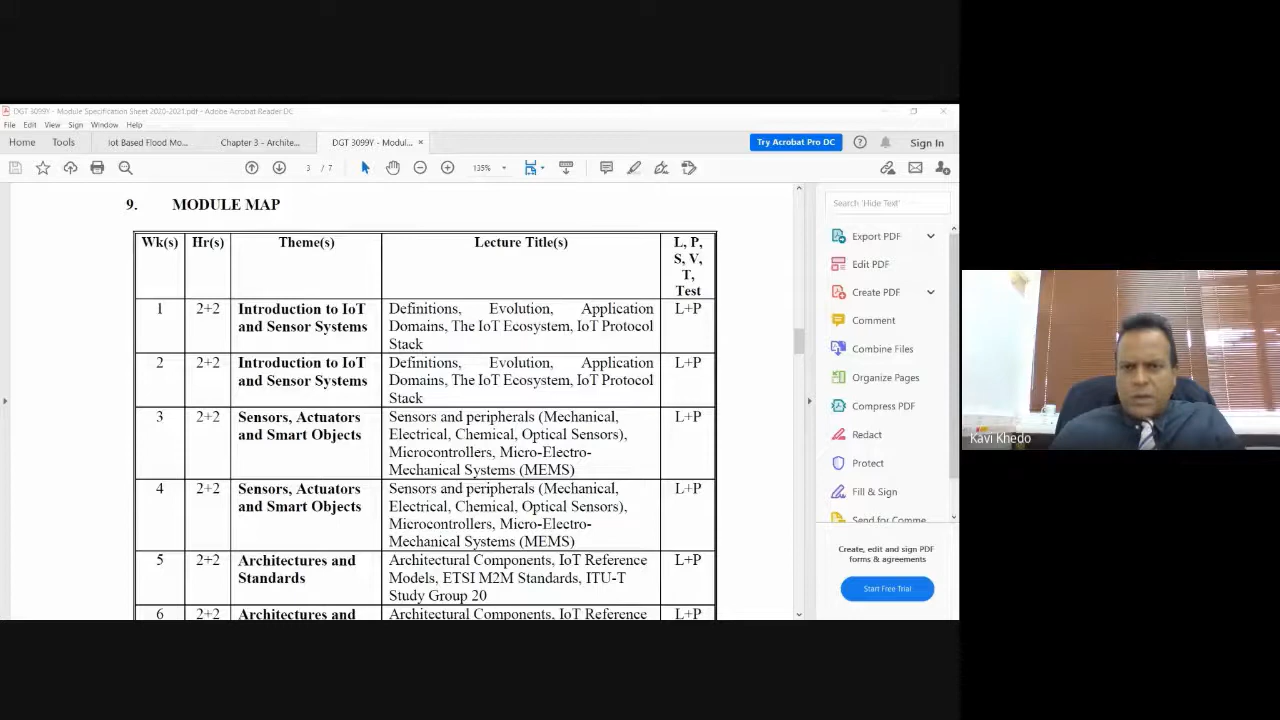 DGT 3099Y - Module Specification Sheet 2020-2021.pdf - Adobe Acrobat Reader DC
File Edit View Sign Window Help
Home Tools Iot Based Flood Mo... Chapter 3 - Archite... DGT 3099Y - Modul... × Try Acrobat Pro DC Sign In
3 / 7 135%
9. MODULE MAP
Wk(s) Hr(s) Theme(s) Lecture Title(s) L, P,
S, V,
T,
Test
1 2+2 Introduction to IoT Definitions, Evolution, Application L+P
and Sensor Systems Domains, The IoT Ecosystem, IoT Protocol
Stack
2 2+2 Introduction to IoT Definitions, Evolution, Application L+P
and Sensor Systems Domains, The IoT Ecosystem, IoT Protocol
Stack
3 2+2 Sensors, Actuators Sensors and peripherals (Mechanical, L+P
and Smart Objects Electrical, Chemical, Optical Sensors),
Microcontrollers, Micro-Electro-
Mechanical Systems (MEMS)
4 2+2 Sensors, Actuators Sensors and peripherals (Mechanical, L+P
and Smart Objects Electrical, Chemical, Optical Sensors),
Microcontrollers, Micro-Electro-
Mechanical Systems (MEMS)
5 2+2 Architectures and Architectural Components, IoT Reference L+P
Standards Models, ETSI M2M Standards, ITU-T
Study Group 20
6 2+2 Architectures and Architectural Components, IoT Reference L+P
Search 'Hide Text'
Export PDF
Edit PDF
Create PDF
Comment
Combine Files
Organize Pages
Compress PDF
Redact
Protect
Fill & Sign
Send for Comme
Create, edit and sign PDF
forms & agreements
Start Free Trial
Kavi Khedo